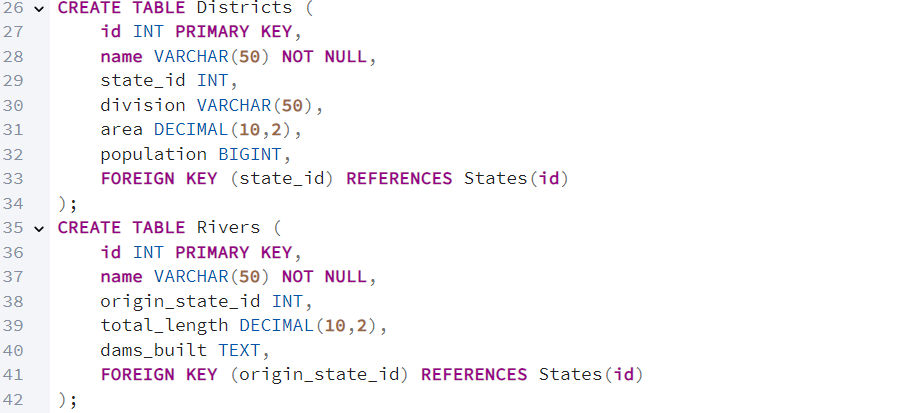 26 CREATE TABLE Districts (
27 id INT PRIMARY KEY,
28 name VARCHAR(50) NOT NULL,
29 state_id INT,
30 division VARCHAR(50),
31 area DECIMAL(10,2),
32 population BIGINT,
33 FOREIGN KEY (state_id) REFERENCES States(id)
34 );
35 CREATE TABLE Rivers (
36 id INT PRIMARY KEY,
37 name VARCHAR(50) NOT NULL,
38 origin_state_id INT,
39 total_length DECIMAL(10,2),
40 dams_built TEXT,
41 FOREIGN KEY (origin_state_id) REFERENCES States(id)
42 );